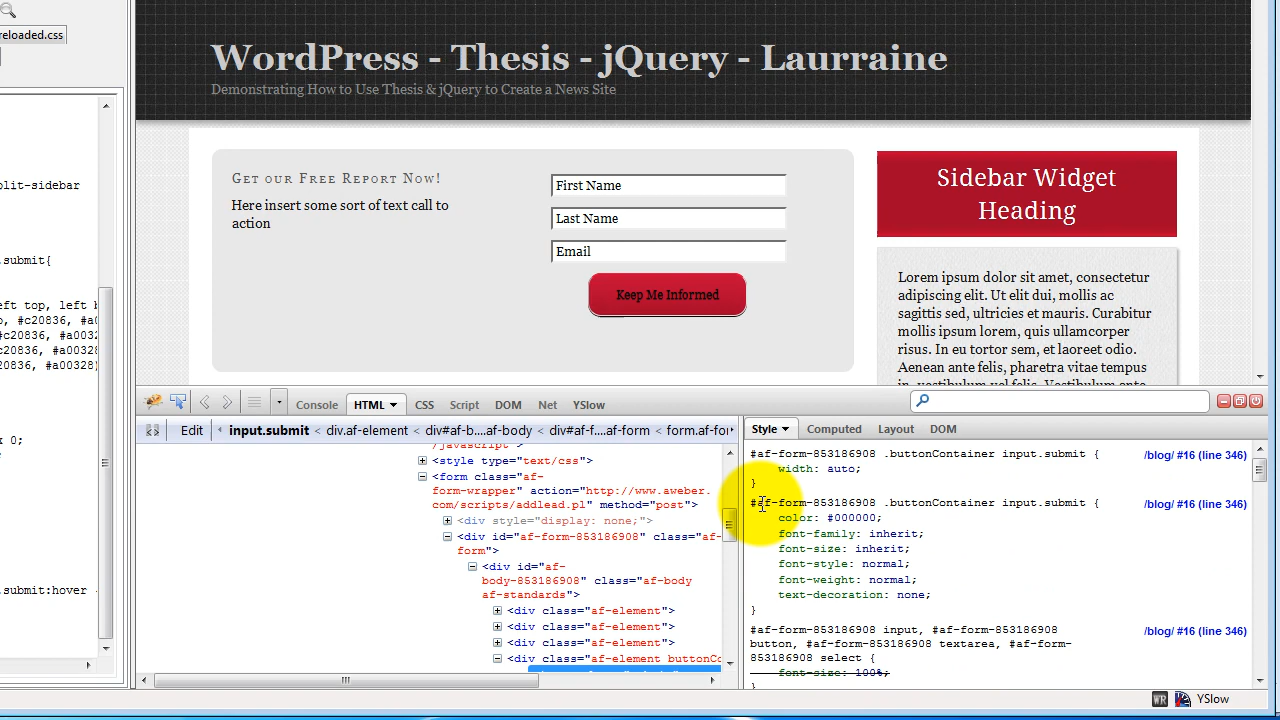 reloaded.css
WordPress - Thesis - jQuery - Laurraine
Demonstrating How to Use Thesis & jQuery to Create a News Site
plit-sidebar
.submit{
eft top, left b
o, #c20836, #a0
#c20836, #a0032
#c20836, #a00328
#c20836, #a00328)
x 0;
.submit:hover
Get our Free Report Now!
Here insert some sort of text call to
action
First Name
Last Name
Email
Keep Me Informed
Sidebar Widget
Heading
Lorem ipsum dolor sit amet, consectetur
adipiscing elit. Ut elit dui, mollis ac
sagittis sed, ultricies et mauris. Curabitur
mollis ipsum lorem, quis ullamcorper
risus. In eu tortor sem, et laoreet odio.
Aenean ante felis, pharetra vitae tempus
in, vestibulum vel felis. Vestibulum ante
Console HTML CSS Script DOM Net YSlow
Edit input.submit < div.af-element < div#af-b....af-body < div#af-f....af-form < form.af-fo
/javascript">
<style type="text/css">
<form class="af-
form-wrapper" action="http://www.aweber.
com/scripts/addlead.pl" method="post">
<div style="display: none;">
<div id="af-form-853186908" class="af-
form">
<div id="af-
body-853186908" class="af-body
af-standards">
<div class="af-element">
<div class="af-element">
<div class="af-element">
<div class="af-element buttonCo
Style Computed Layout DOM
#af-form-853186908 .buttonContainer input.submit { /blog/ #16 (line 346)
width: auto;
}
#af-form-853186908 .buttonContainer input.submit { /blog/ #16 (line 346)
color: #000000;
font-family: inherit;
font-size: inherit;
font-style: normal;
font-weight: normal;
text-decoration: none;
}
#af-form-853186908 input, #af-form-853186908 /blog/ #16 (line 346)
button, #af-form-853186908 textarea, #af-form-
853186908 select {
font-size: 100%;
}
WR YSlow